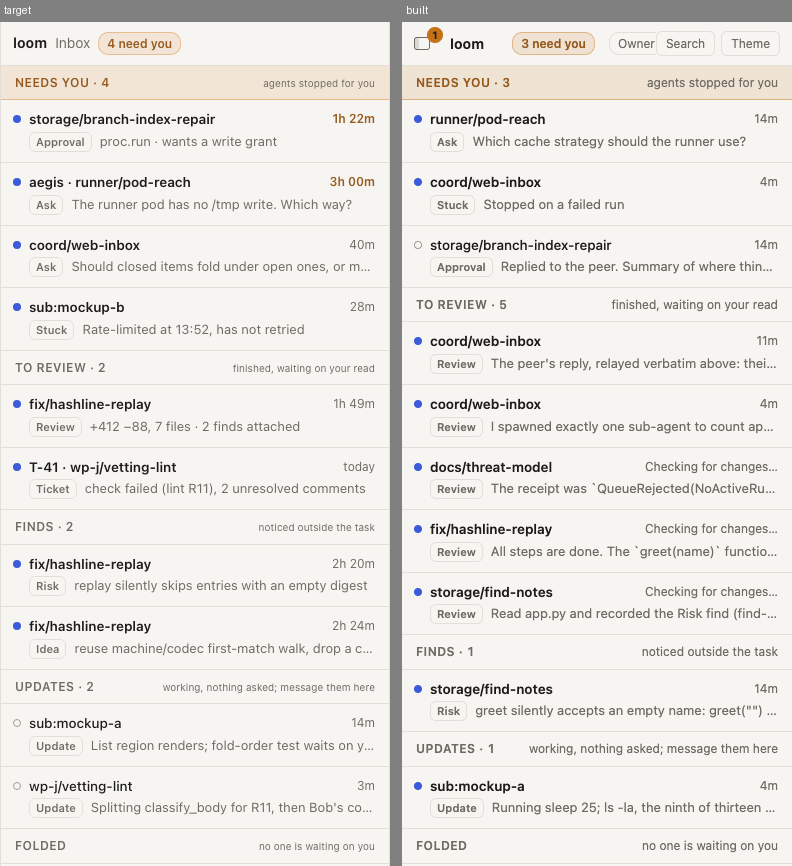 target
loom Inbox 4 need you
NEEDS YOU · 4 agents stopped for you
storage/branch-index-repair 1h 22m
Approval proc.run · wants a write grant
aegis · runner/pod-reach 3h 00m
Ask The runner pod has no /tmp write. Which way?
coord/web-inbox 40m
Ask Should closed items fold under open ones, or m...
sub:mockup-b 28m
Stuck Rate-limited at 13:52, has not retried
TO REVIEW · 2 finished, waiting on your read
fix/hashline-replay 1h 49m
Review +412 −88, 7 files · 2 finds attached
T-41 · wp-j/vetting-lint today
Ticket check failed (lint R11), 2 unresolved comments
FINDS · 2 noticed outside the task
fix/hashline-replay 2h 20m
Risk replay silently skips entries with an empty digest
fix/hashline-replay 2h 24m
Idea reuse machine/codec first-match walk, drop a c...
UPDATES · 2 working, nothing asked; message them here
sub:mockup-a 14m
Update List region renders; fold-order test waits on y...
wp-j/vetting-lint 3m
Update Splitting classify_body for R11, then Bob's co...
FOLDED no one is waiting on you
built
1 loom 3 need you Owner Search Theme
NEEDS YOU · 3 agents stopped for you
runner/pod-reach 14m
Ask Which cache strategy should the runner use?
coord/web-inbox 4m
Stuck Stopped on a failed run
storage/branch-index-repair 14m
Approval Replied to the peer. Summary of where thin...
TO REVIEW · 5 finished, waiting on your read
coord/web-inbox 11m
Review The peer's reply, relayed verbatim above: thei...
coord/web-inbox 4m
Review I spawned exactly one sub-agent to count ap...
docs/threat-model Checking for changes...
Review The receipt was `QueueRejected(NoActiveRu...
fix/hashline-replay Checking for changes...
Review All steps are done. The `greet(name)` functio...
storage/find-notes Checking for changes...
Review Read app.py and recorded the Risk find (find-...
FINDS · 1 noticed outside the task
storage/find-notes 14m
Risk greet silently accepts an empty name: greet("") ...
UPDATES · 1 working, nothing asked; message them here
sub:mockup-a 4m
Update Running sleep 25; ls -la, the ninth of thirteen ...
FOLDED no one is waiting on you